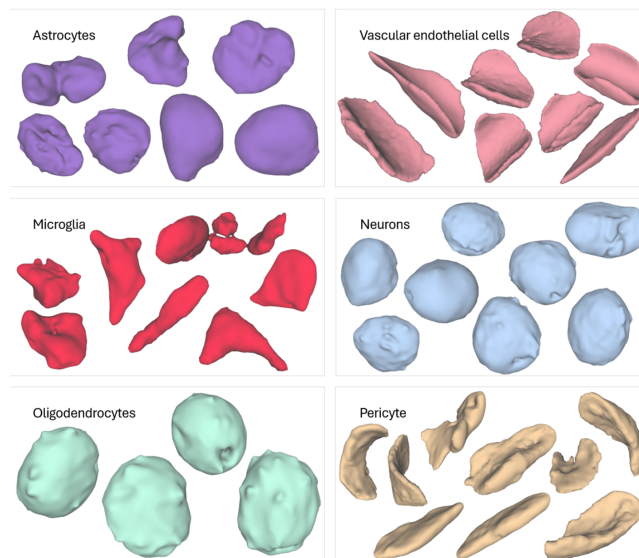 Astrocytes
Vascular endothelial cells
Microglia
Neurons
Oligodendrocytes
Pericyte